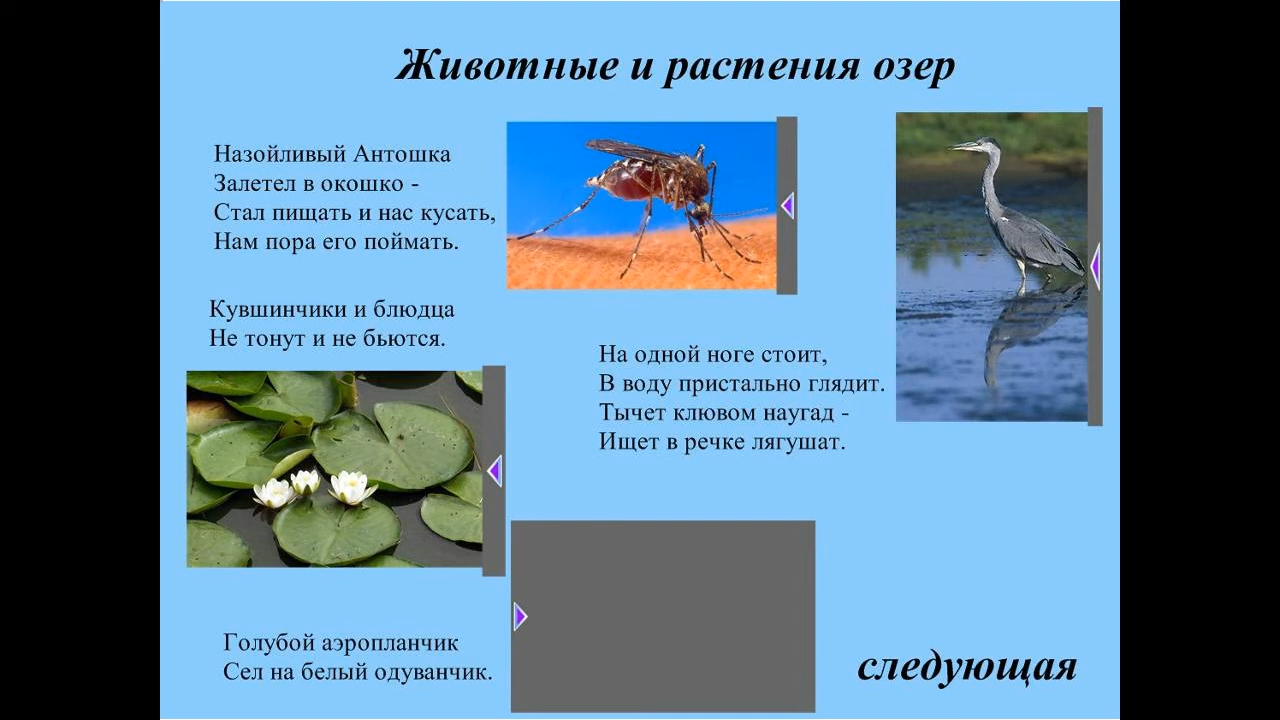 Животные и растения озер
Назойливый Антошка
Залетел в окошко -
Стал пищать и нас кусать,
Нам пора его поймать.
Кувшинчики и блюдца
Не тонут и не бьются.
На одной ноге стоит,
В воду пристально глядит.
Тычет клювом наугад -
Ищет в речке лягушат.
Голубой аэропланчик
Сел на белый одуванчик.
следующая